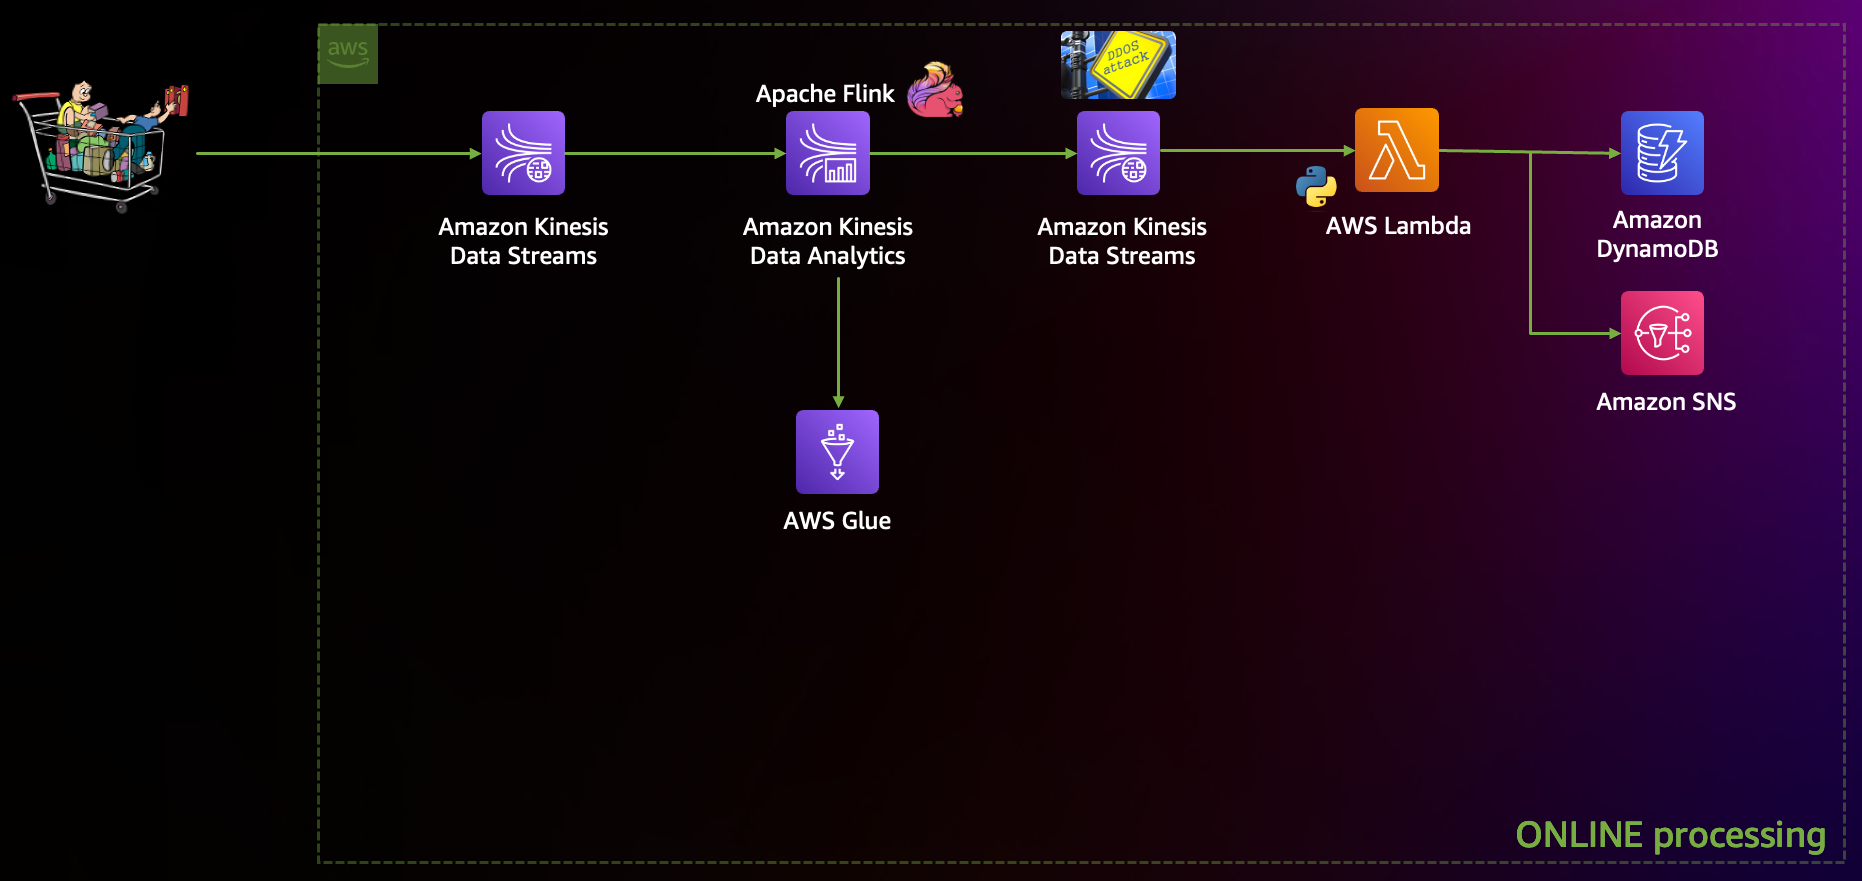 aws
DDOS
attack
Apache Flink
Amazon Kinesis
Data Streams
Amazon Kinesis
Data Analytics
Amazon Kinesis
Data Streams
AWS Lambda
Amazon
DynamoDB
Amazon SNS
AWS Glue
ONLINE processing